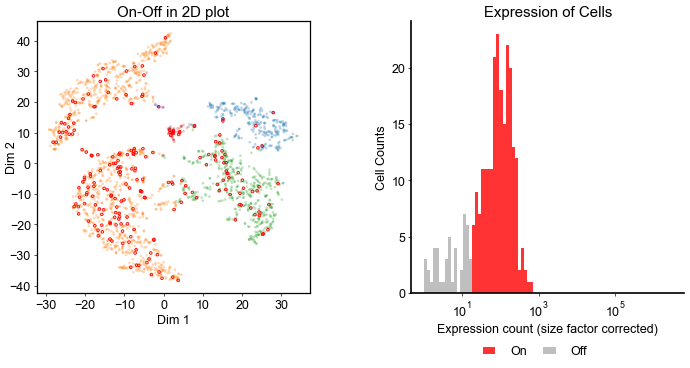 On-Off in 2D plot
Dim 2
40
30
20
10
0
−10
−20
−30
−40
−30 −20 −10 0 10 20 30
Dim 1
Expression of Cells
Cell Counts
20
15
10
5
0
10^1 10^3 10^5
Expression count (size factor corrected)
On Off